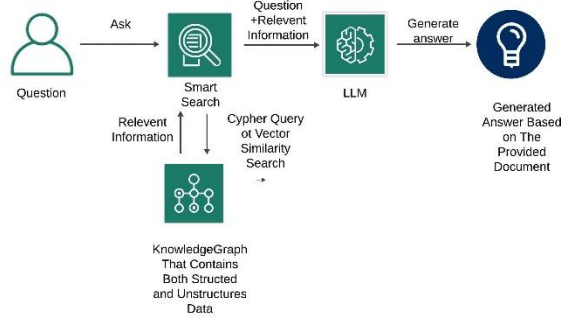 Ask
Question
+Relevent
Information
Generate
answer
Question
Smart
Search
LLM
Generated
Answer Based
on The
Provided
Document
Relevent
Information
Cypher Query
ot Vector
Similarity
Search
KnowledgeGraph
That Contains
Both Structed
and Unstructures
Data